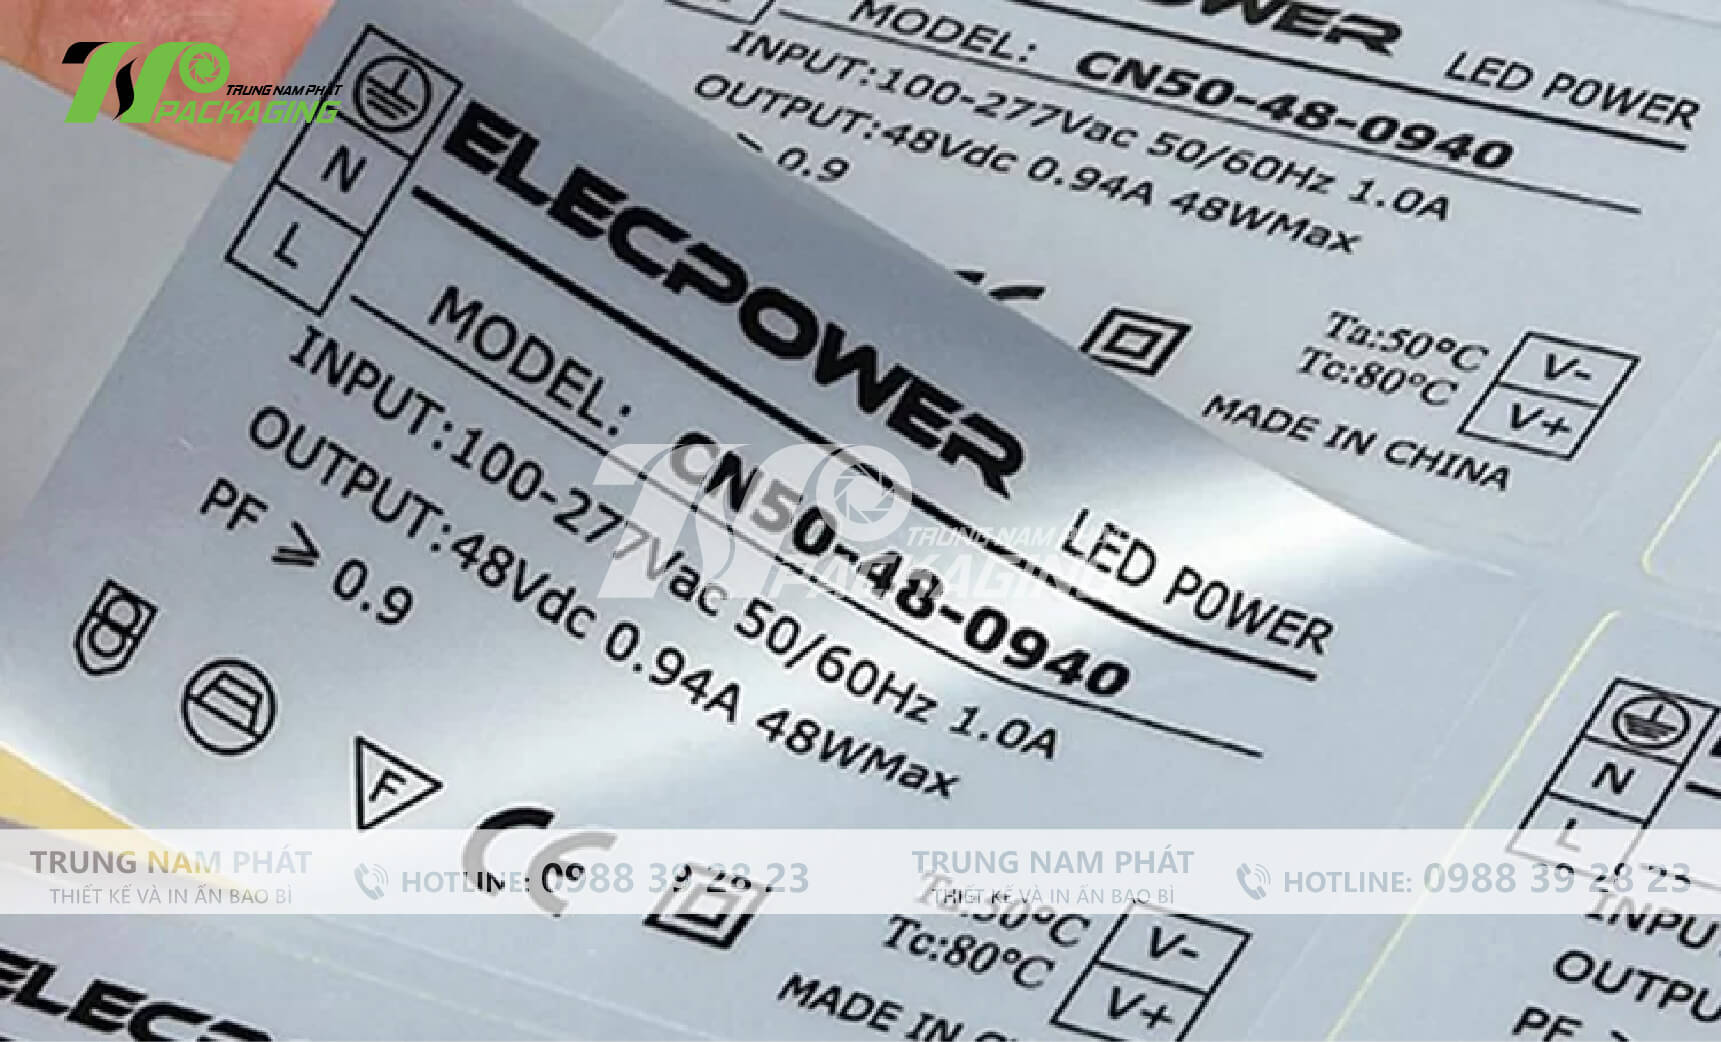 TRUNG NAM PHÁT
PACKAGING
N
L
ELECPOWER
LED POWER
MODEL: CN50-48-0940
INPUT:100-277Vac 50/60Hz 1.0A
OUTPUT:48Vdc 0.94A 48WMax
PF ≥ 0.9
F
CE
Tc:80°C
V-
V+
MADE IN
LED POWER
MODEL: CN50-48-0940
INPUT:100-277Vac 50/60Hz 1.0A
OUTPUT:48Vdc 0.94A 48WMax
0.9
Ta:50°C
Tc:80°C
V-
V+
MADE IN CHINA
TRUNG NAM PHÁT
PACKAGING
N
L
INPU
OUTPU
PF
ELECP
TRUNG NAM PHÁT
THIẾT KẾ VÀ IN ẤN BAO BÌ
HOTLINE: 0988 39 28 23
TRUNG NAM PHÁT
THIẾT KẾ VÀ IN ẤN BAO BÌ
HOTLINE: 0988 39 28 23